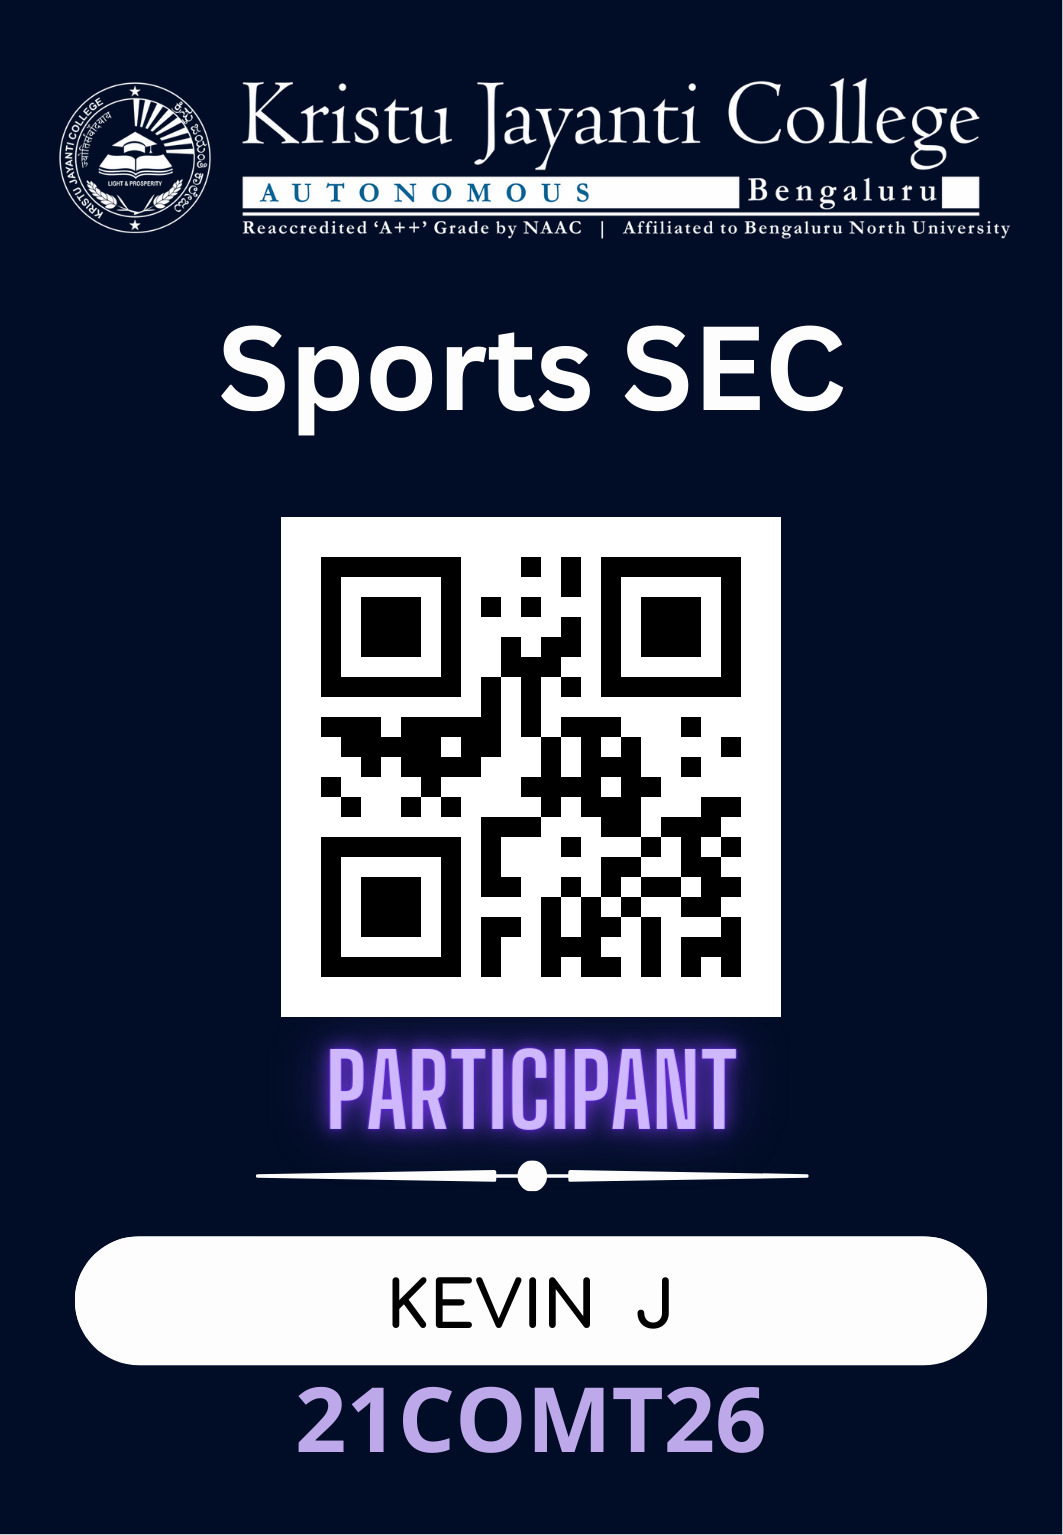 KRISTU JAYANTI COLLEGE
ಕ್ರಿಸ್ತು ಜಯಂತಿ ಕಾಲೇಜು
LIGHT & PROSPERITY
Kristu Jayanti College
AUTONOMOUS Bengaluru
Reaccredited ‘A++’ Grade by NAAC | Affiliated to Bengaluru North University
Sports SEC
PARTICIPANT
KEVIN J
21COMT26